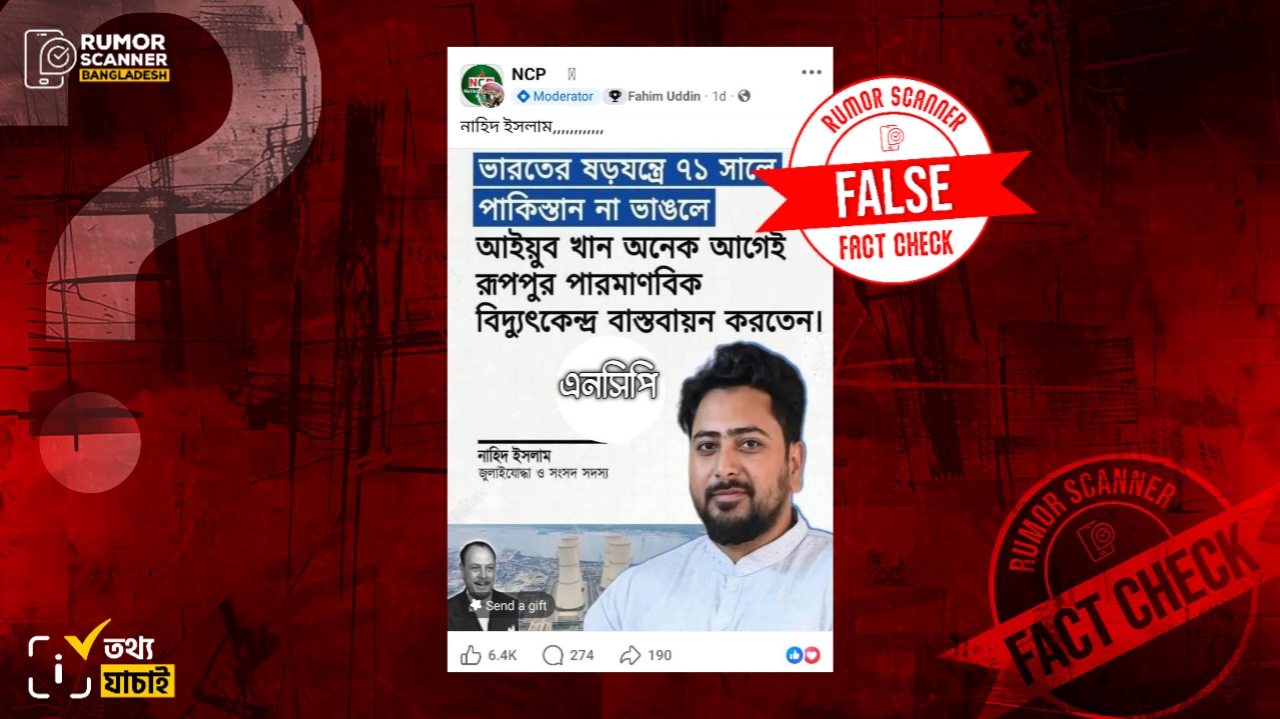 RUMOR
SCANNER
BANGLADESH
NCP
Moderator Fahim Uddin · 1d ·
নাহিদ ইসলাম,,,,,,,,,,,,
ভারতের ষড়যন্ত্রে ৭১ সালে
পাকিস্তান না ভাঙলে
আইয়ুব খান অনেক আগেই
রূপপুর পারমাণবিক
বিদ্যুৎকেন্দ্র বাস্তবায়ন করতেন।
এনসিপি
নাহিদ ইসলাম
জুলাইযোদ্ধা ও সংসদ সদস্য
Send a gift
6.4K 274 190
RUMOR SCANNER
FALSE
FACT CHECK
RUMOR SCANNER
FACT CHECK
তথ্য
যাচাই